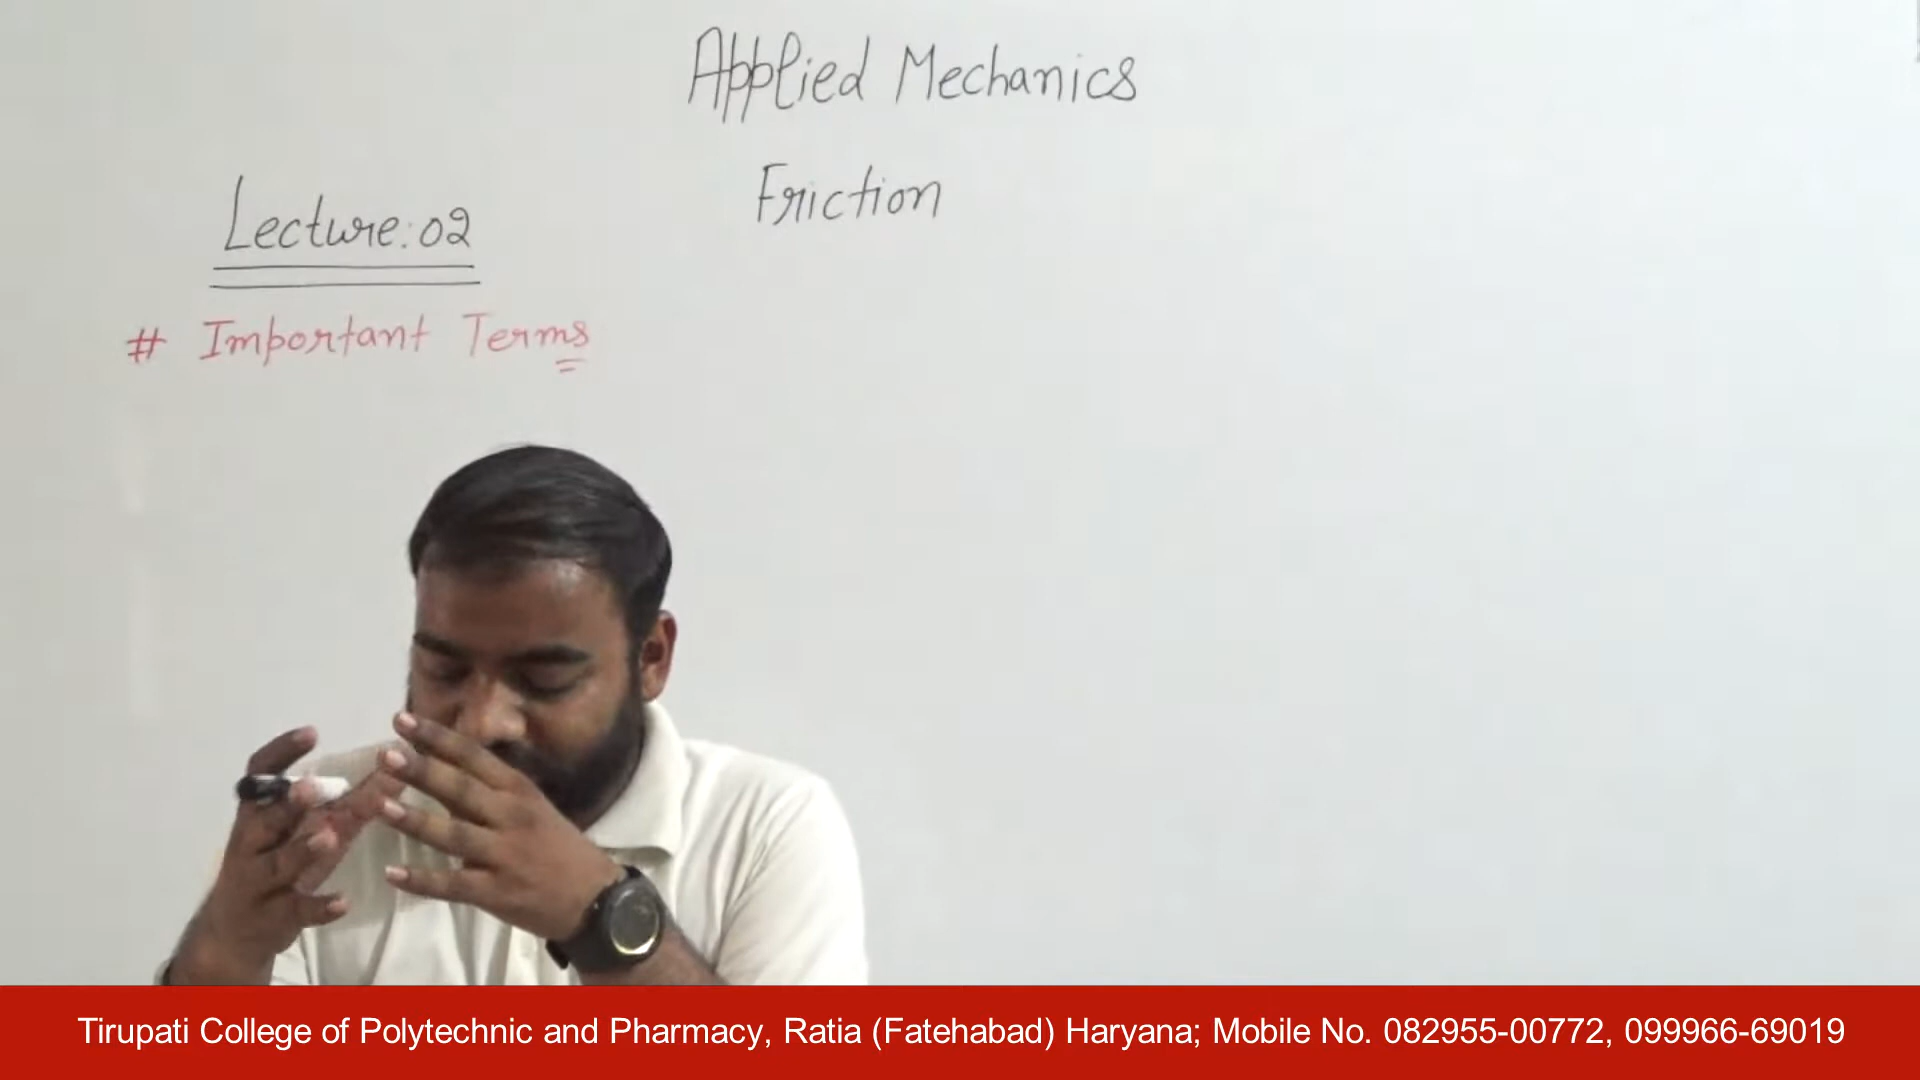 Applied Mechanics
Friction
Lecture: 02
# Important Terms
Tirupati College of Polytechnic and Pharmacy, Ratia (Fatehabad) Haryana; Mobile No. 082955-00772, 099966-69019